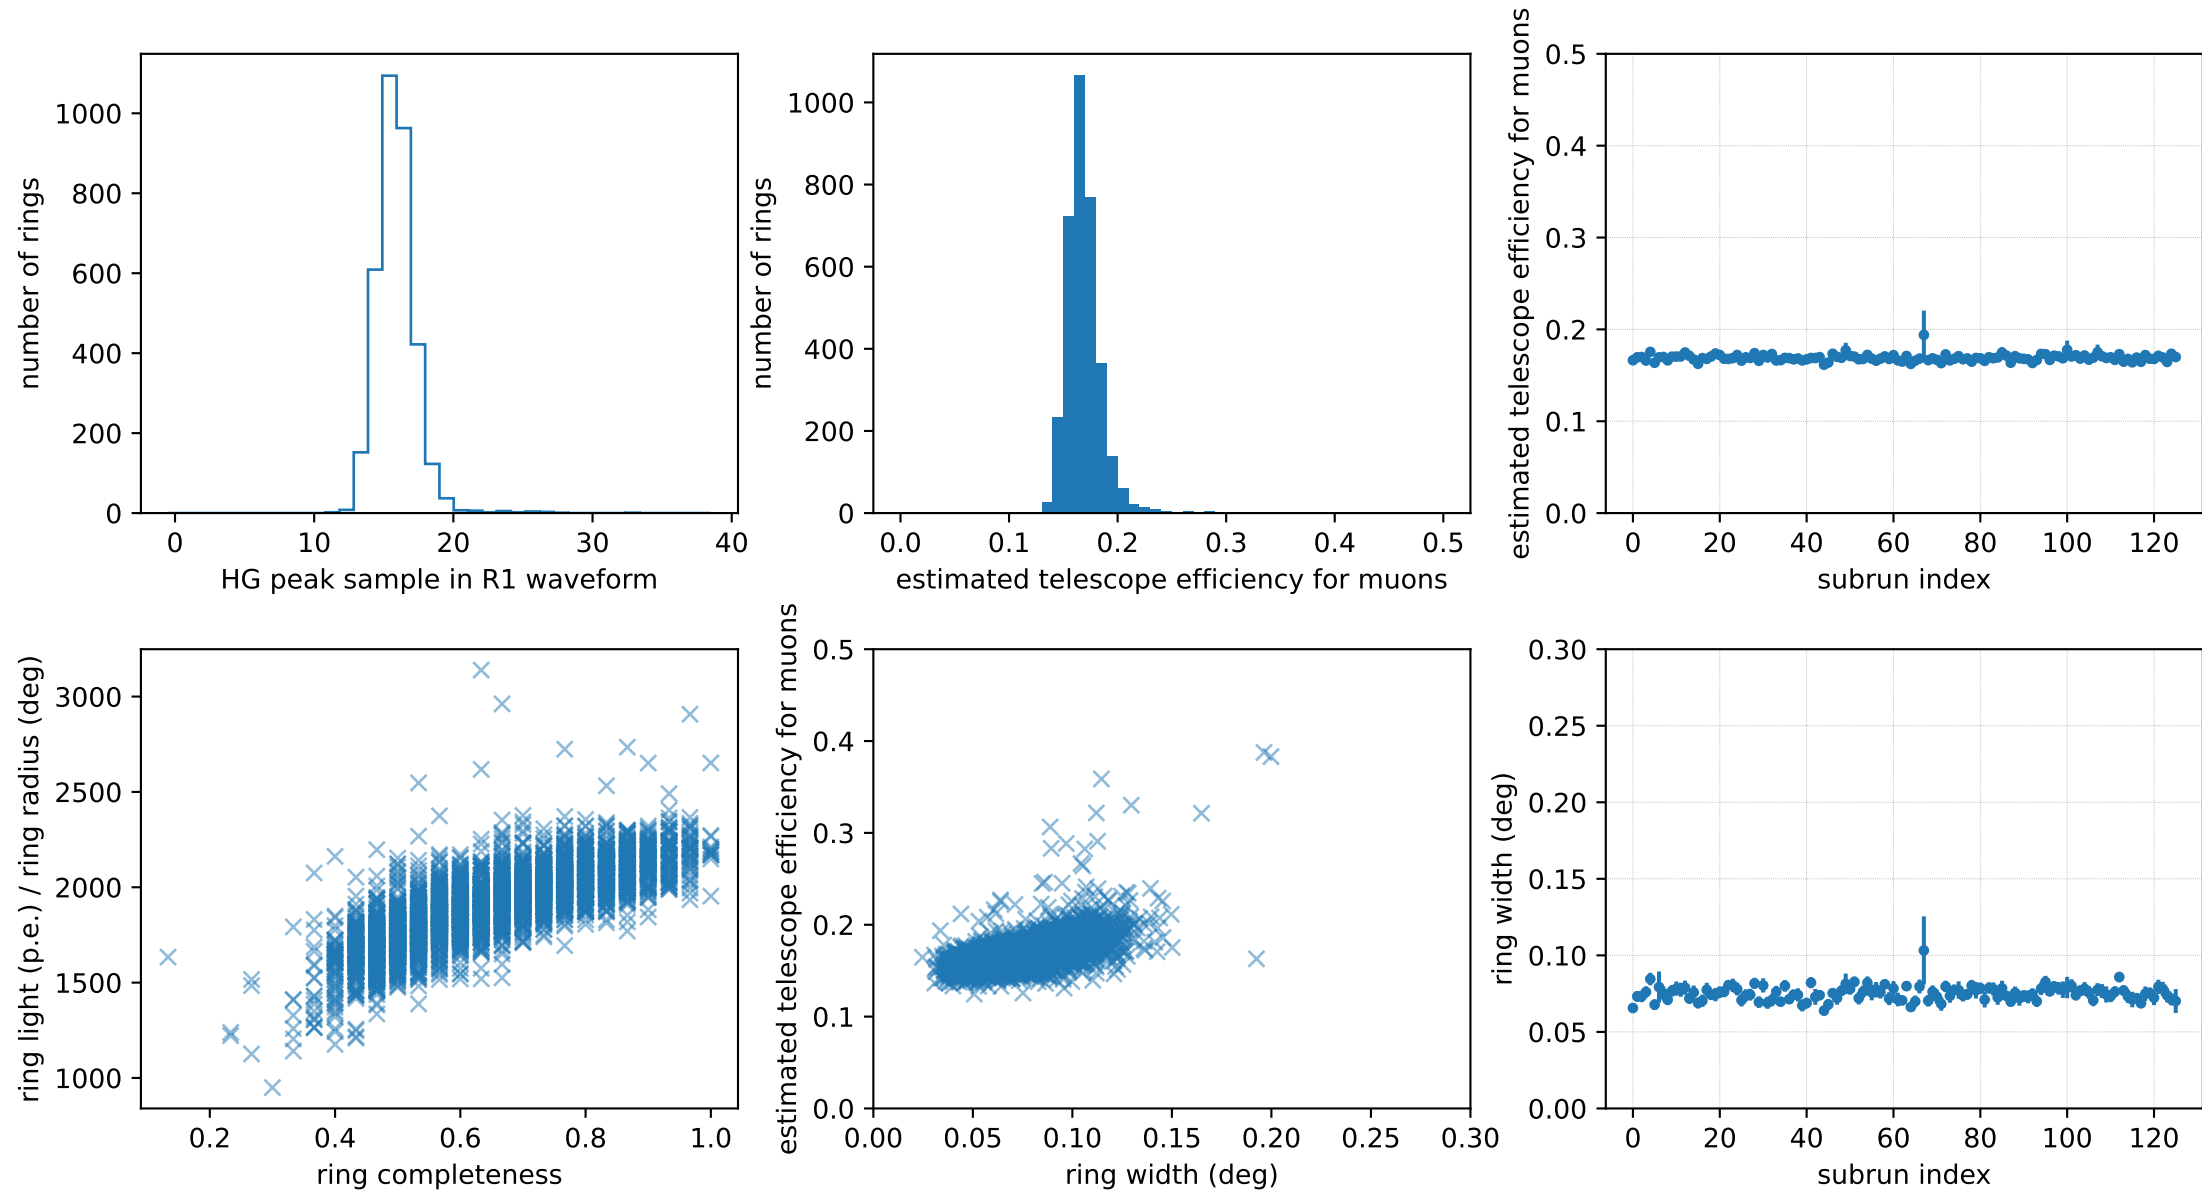 number of rings
1000
800
600
400
200
0
0 10 20 30 40
HG peak sample in R1 waveform
number of rings
1000
800
600
400
200
0
0.0 0.1 0.2 0.3 0.4 0.5
estimated telescope efficiency for muons
estimated telescope efficiency for muons
0.5
0.4
0.3
0.2
0.1
0.0
0 20 40 60 80 100 120
subrun index
ring light (p.e.) / ring radius (deg)
3000
2500
2000
1500
1000
0.2 0.4 0.6 0.8 1.0
ring completeness
estimated telescope efficiency for muons
0.5
0.4
0.3
0.2
0.1
0.0
0.00 0.05 0.10 0.15 0.20 0.25 0.30
ring width (deg)
ring width (deg)
0.30
0.25
0.20
0.15
0.10
0.05
0.00
0 20 40 60 80 100 120
subrun index